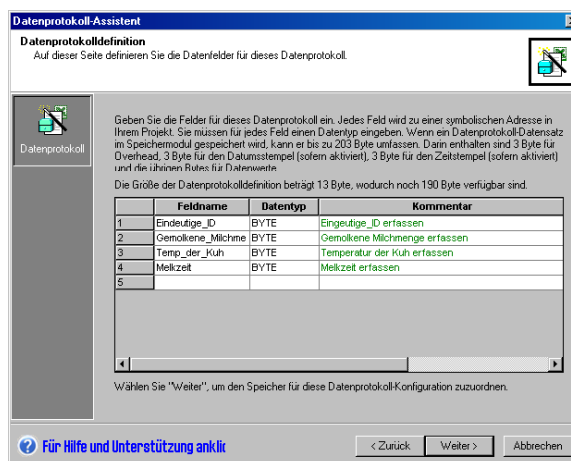 Datenprotokoll-Assistent
Datenprotokolldefinition
Auf dieser Seite definieren Sie die Datenfelder für dieses Datenprotokoll.
Datenprotokoll
Geben Sie die Felder für dieses Datenprotokoll ein. Jedes Feld wird zu einer symbolischen Adresse in
Ihrem Projekt. Sie müssen für jedes Feld einen Datentyp eingeben. Wenn ein Datenprotokoll-Datensatz
im Speichermodul gespeichert wird, kann er bis zu 203 Byte umfassen. Darin enthalten sind 3 Byte für
Overhead, 3 Byte für den Datumsstempel (sofern aktiviert), 3 Byte für den Zeitstempel (sofern aktiviert)
und die übrigen Bytes für Datenwerte.
Die Größe der Datenprotokolldefinition beträgt 13 Byte, wodurch noch 190 Byte verfügbar sind.
Feldname Datentyp Kommentar
1 Eindeutige_ID BYTE Eingeutige_ID erfassen
2 Gemolkene_Milchme BYTE Gemolkene Milchmenge erfassen
3 Temp_der_Kuh BYTE Temperatur der Kuh erfassen
4 Melkzeit BYTE Melkzeit erfassen
5
Wählen Sie "Weiter", um den Speicher für diese Datenprotokoll-Konfiguration zuzuordnen.
Für Hilfe und Unterstützung anklic
< Zurück Weiter > Abbrechen